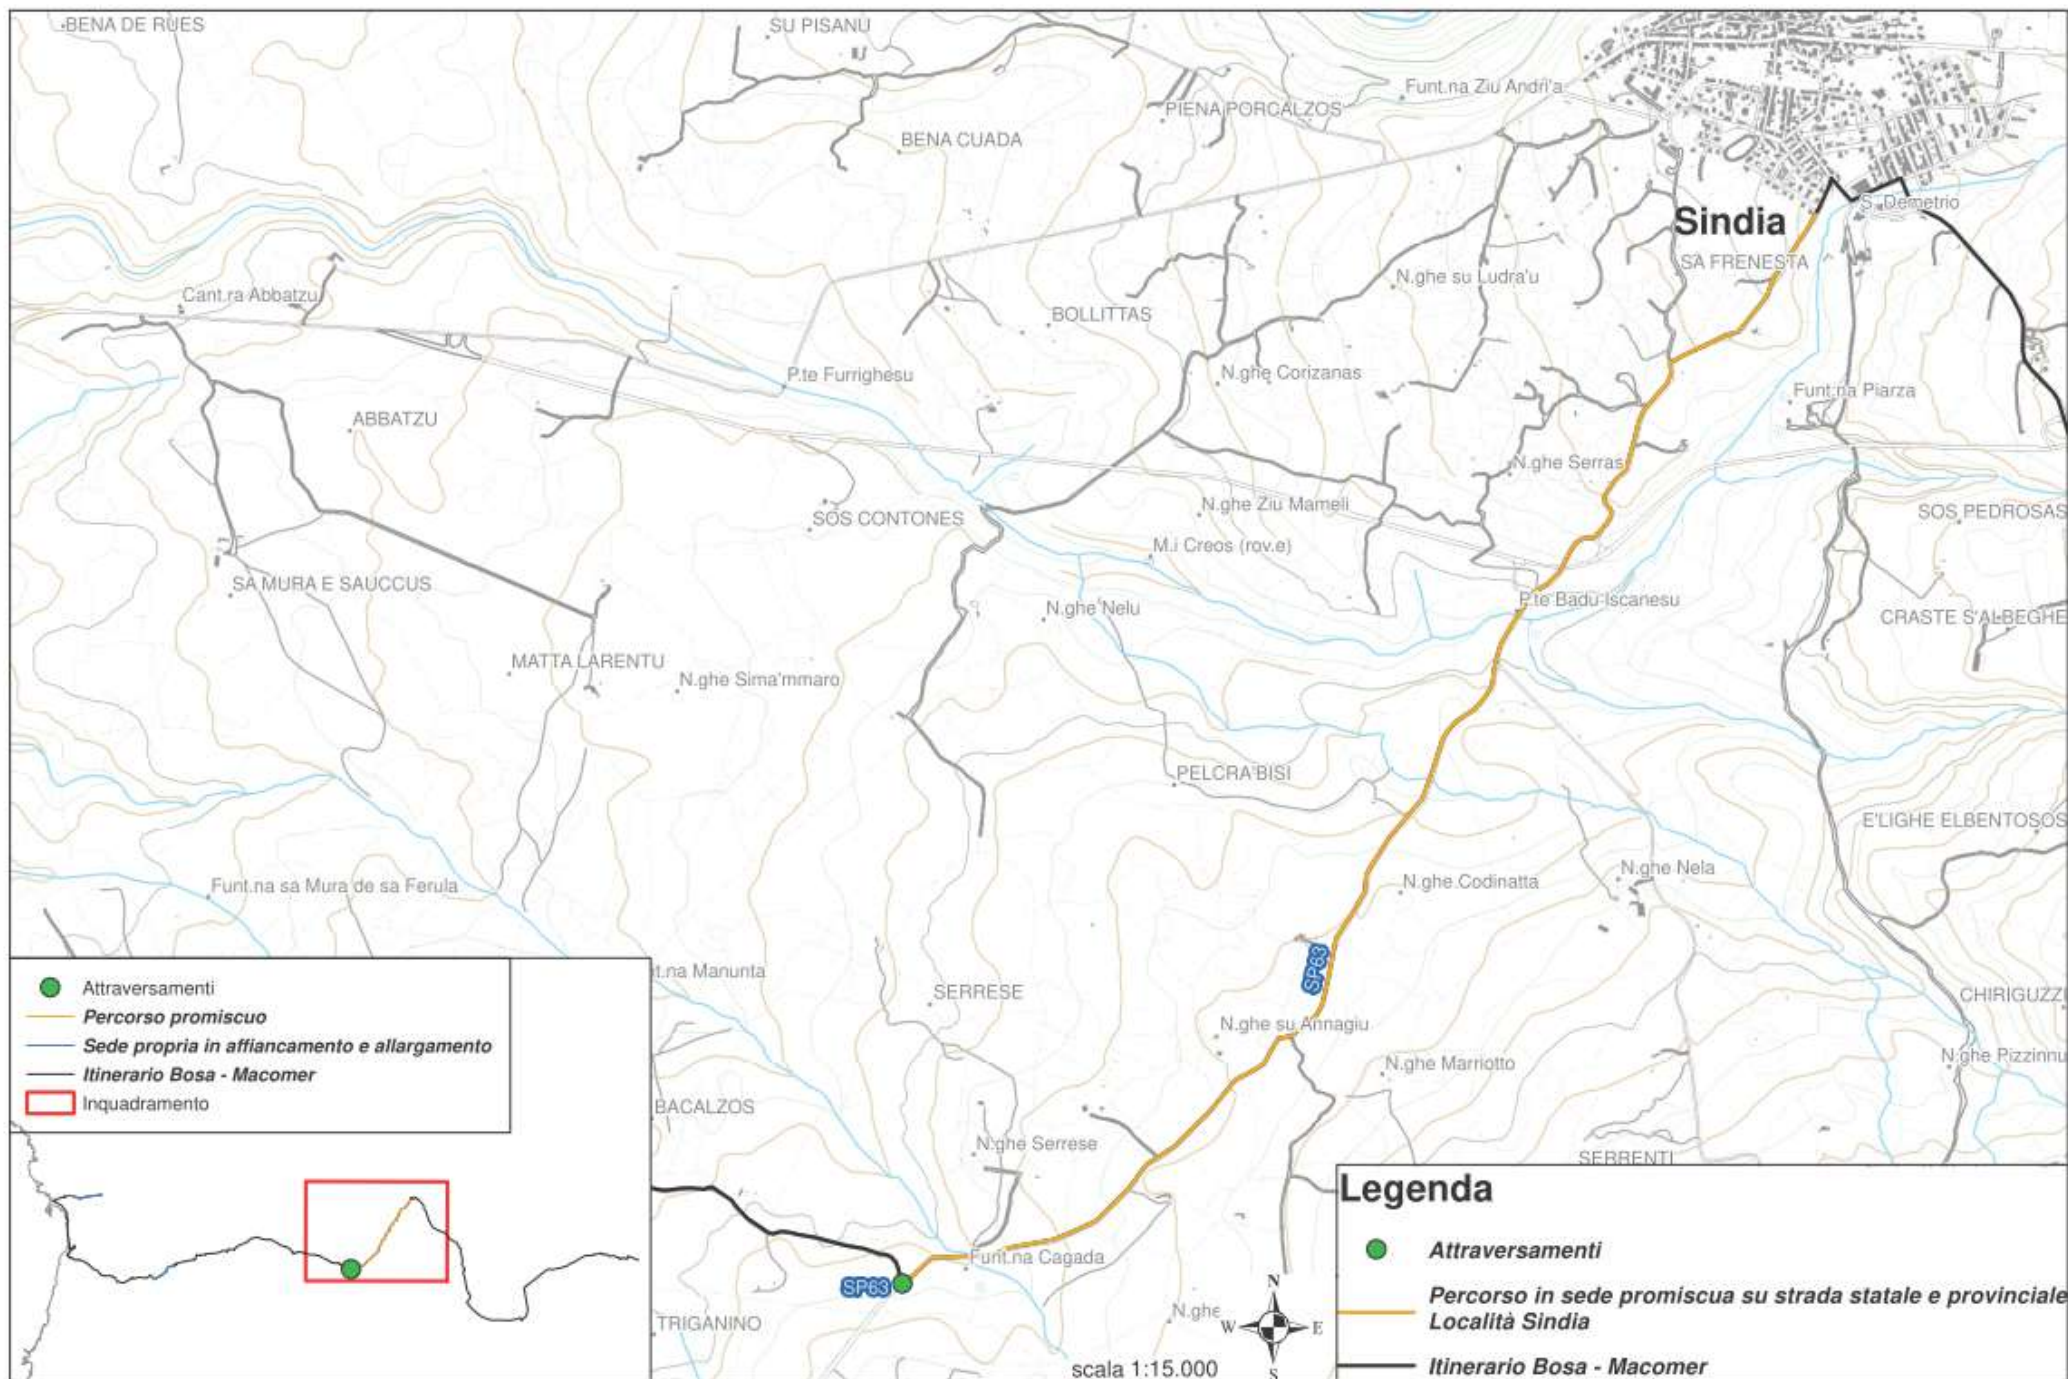 BENA DE RUES
SU PISANU
Funt.na Ziu Andri'a
PIENA PORCALZOS
BENA CUADA
S. Demetrio
Sindia
SA FRENESTA
N.ghe su Ludra'u
Cant.ra Abbatzu
BOLLITTAS
P.te Furrighesu
N.ghe Corizanas
Funt.na Piarza
ABBATZU
N.ghe Serras
N.ghe Ziu Mameli
SOS CONTONES
SOS PEDROSAS
M.i Creos (rov.e)
SA MURA E SAUCCUS
P.te Badu Iscanesu
N.ghe Nelu
CRASTE S'ALBEGHE
MATTA LARENTU
N.ghe Sima'mmaro
PELCRA'BISI
E'LIGHE ELBENTOSOS
N.ghe Nela
Funt.na sa Mura de sa Ferula
N.ghe Codinatta
SP63
t.na Manunta
SERRESE
CHIRIGUZZI
N.ghe su Annagiu
N.ghe Pizzinnu
N.ghe Marriotto
BACALZOS
N.ghe Serrese
SERRENTI
Funt.na Cagada
SP63
TRIGANINO
N.ghe
Attraversamenti
Percorso promiscuo
Sede propria in affiancamento e allargamento
Itinerario Bosa - Macomer
Inquadramento
N
W E
S
scala 1:15.000
Legenda
Attraversamenti
Percorso in sede promiscua su strada statale e provinciale
Località Sindia
Itinerario Bosa - Macomer